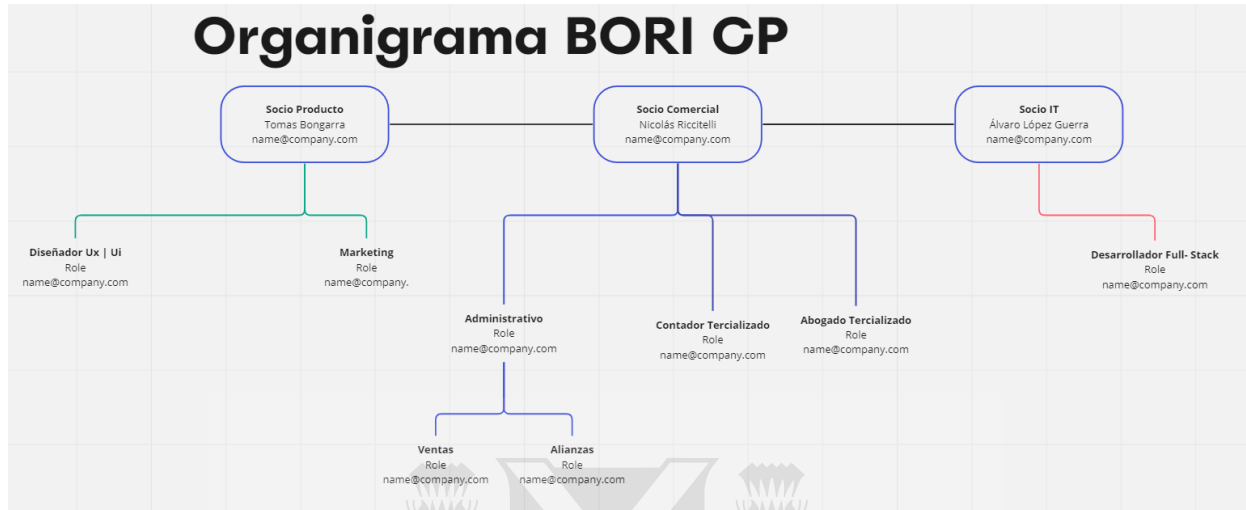 Organigrama BORI CP
Socio Producto
Tomas Bongarra
name@company.com
Socio Comercial
Nicolás Riccitelli
name@company.com
Socio IT
Álvaro López Guerra
name@company.com
Diseñador Ux | Ui
Role
name@company.com
Marketing
Role
name@company.
Administrativo
Role
name@company.com
Contador Tercializado
Role
name@company.com
Abogado Tercializado
Role
name@company.com
Desarrollador Full- Stack
Role
name@company.com
Ventas
Role
name@company.com
Alianzas
Role
name@company.com